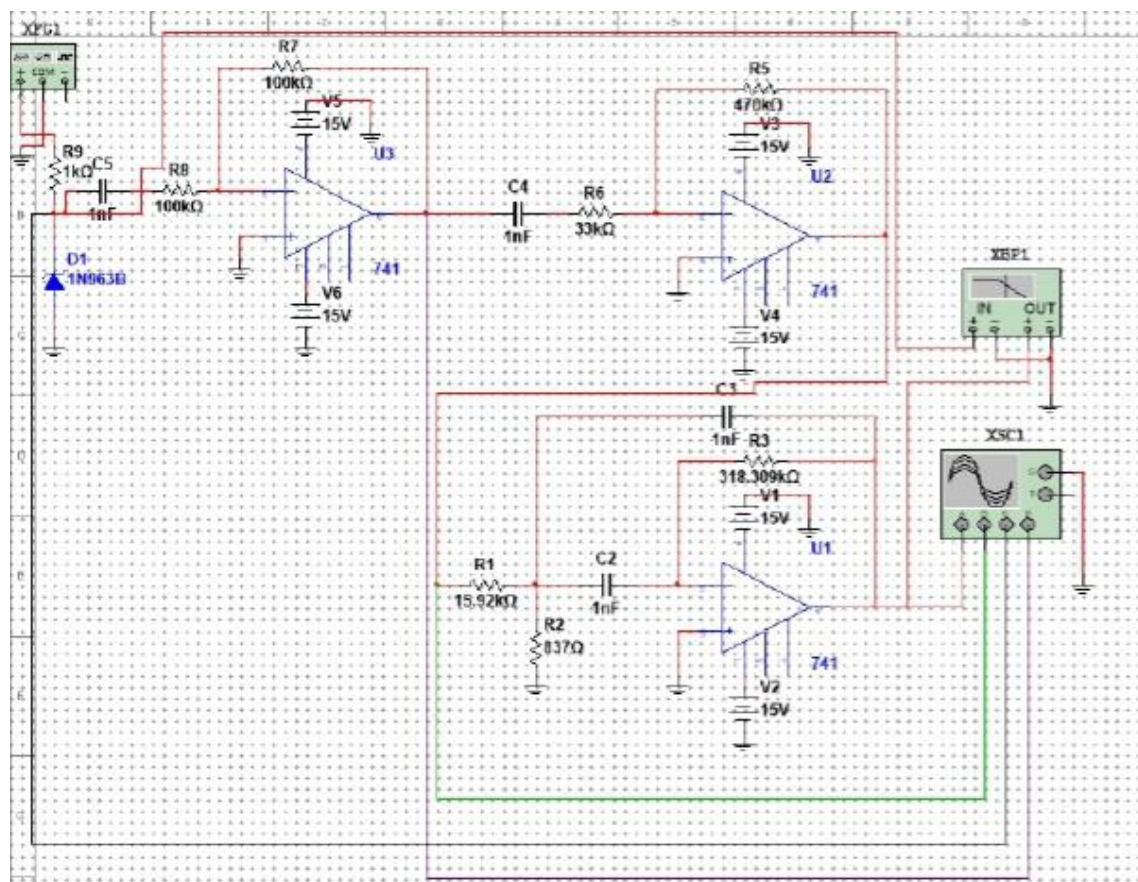 XFG1
COM
R7
100kΩ
V5
15V
U3
R9
1kΩ
C5
1nF
R8
100kΩ
D1
1N963B
741
V6
15V
C4
1nF
R6
33kΩ
R5
470kΩ
V3
15V
U2
741
V4
15V
XBP1
IN OUT
C3
1nF
R3
318.309kΩ
V1
15V
U1
XSC1
R1
15.92kΩ
C2
1nF
R2
837Ω
741
V2
15V